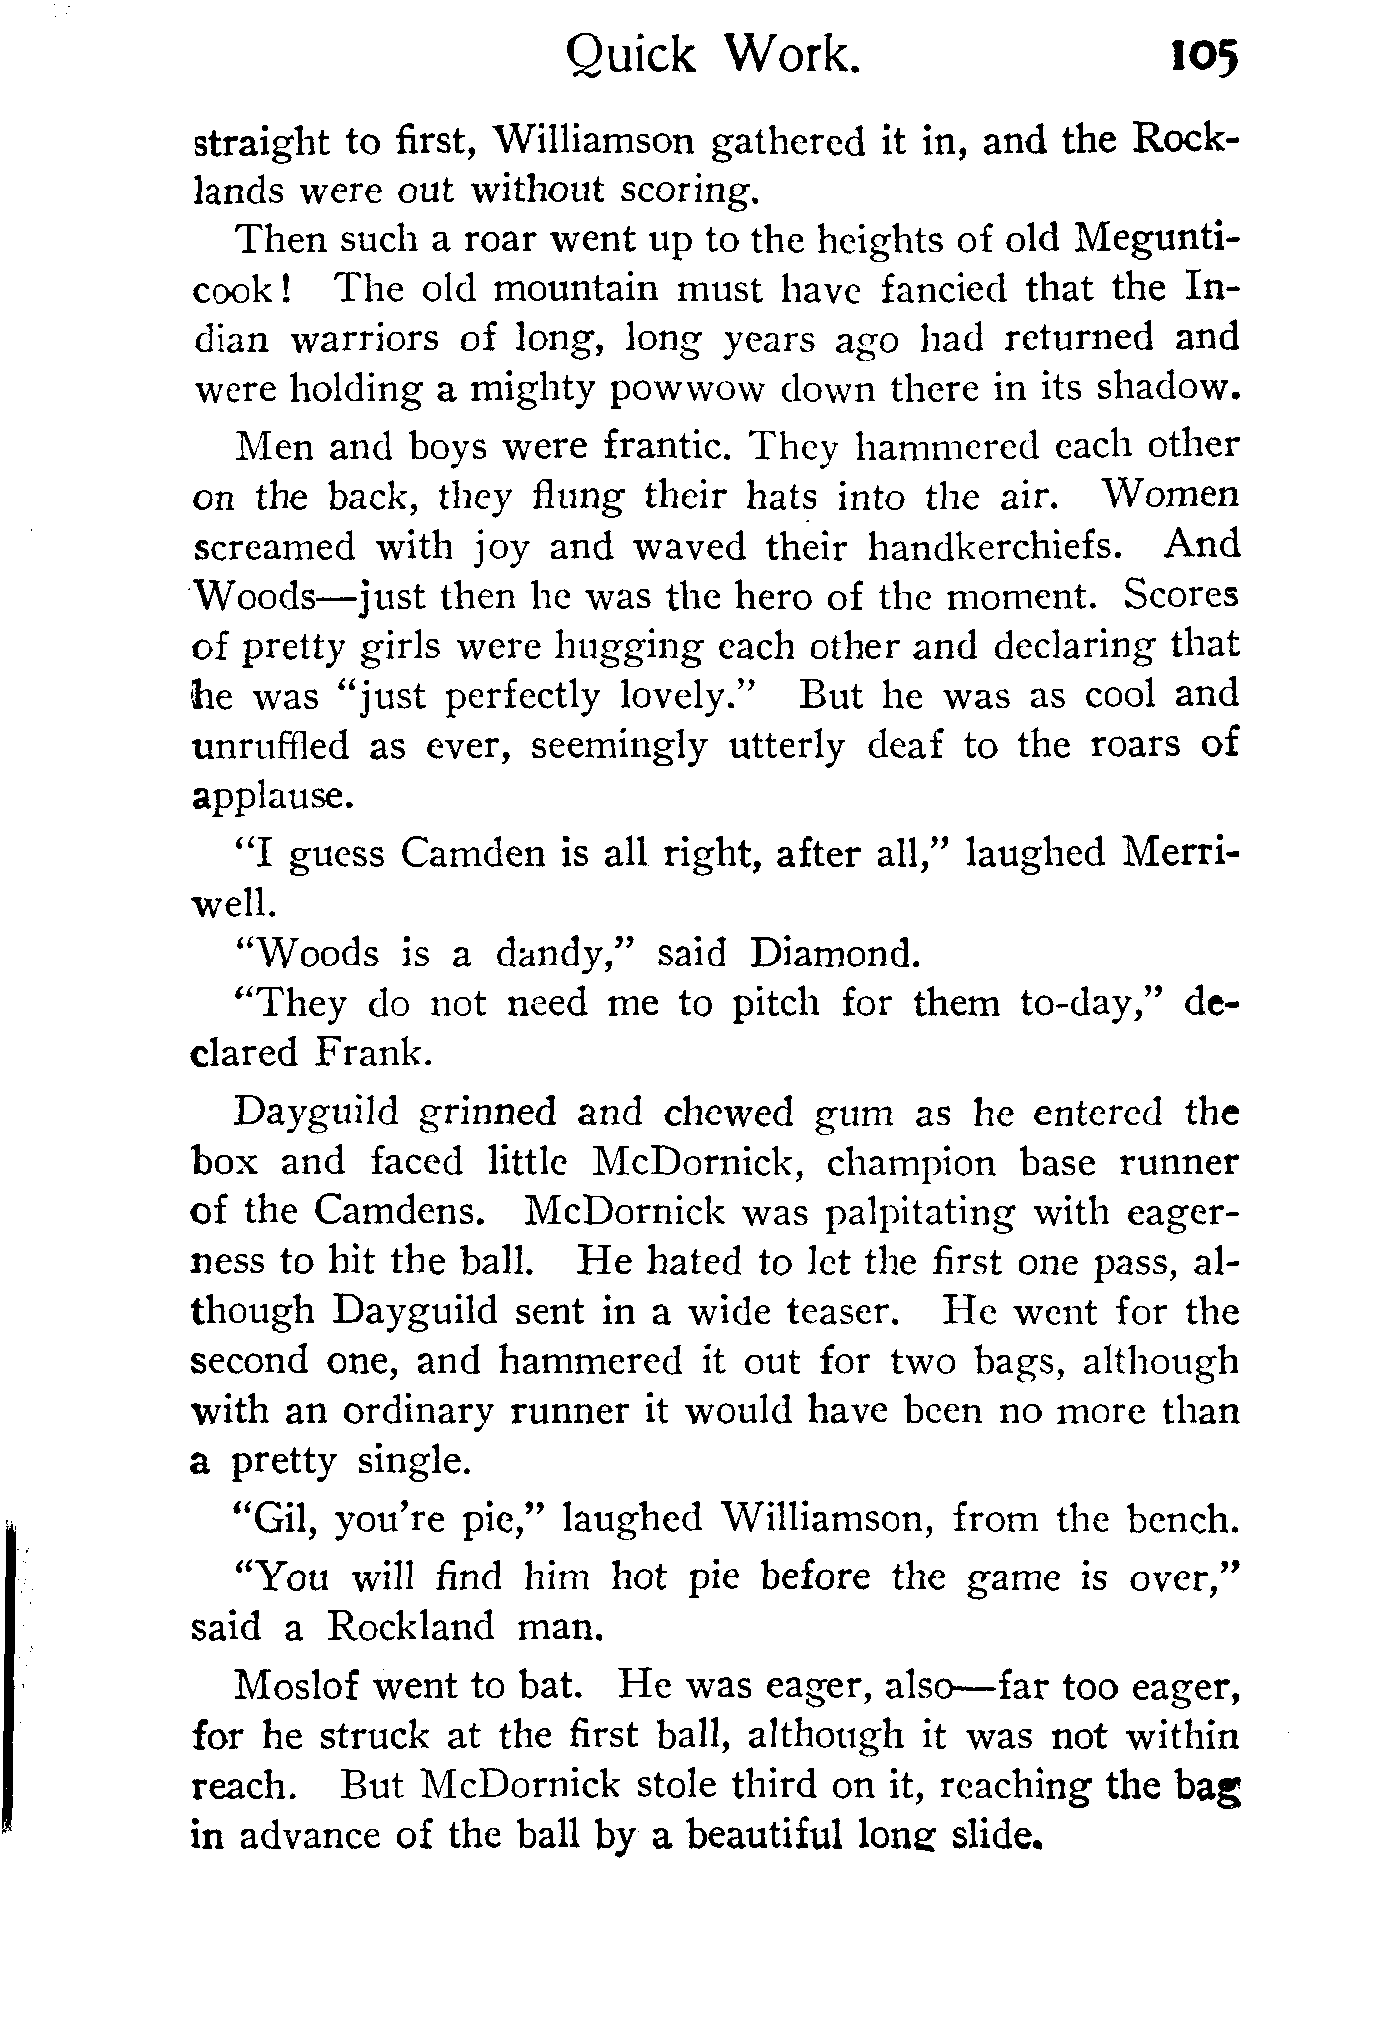 Quick Work. 105
straight to first, Williamson gathered it in, and the Rock-
lands were out without scoring.
Then such a roar went up to the heights of old Megunti-
cook! The old mountain must have fancied that the In-
dian warriors of long, long years ago had returned and
were holding a mighty powwow down there in its shadow.
Men and boys were frantic. They hammered each other
on the back, they flung their hats into the air. Women
screamed with joy and waved their handkerchiefs. And
Woods—just then he was the hero of the moment. Scores
of pretty girls were hugging each other and declaring that
he was “just perfectly lovely.” But he was as cool and
unruffled as ever, seemingly utterly deaf to the roars of
applause.
“I guess Camden is all right, after all,” laughed Merri-
well.
“Woods is a dandy,” said Diamond.
“They do not need me to pitch for them to-day,” de-
clared Frank.
Dayguild grinned and chewed gum as he entered the
box and faced little McDornick, champion base runner
of the Camdens. McDornick was palpitating with eager-
ness to hit the ball. He hated to let the first one pass, al-
though Dayguild sent in a wide teaser. He went for the
second one, and hammered it out for two bags, although
with an ordinary runner it would have been no more than
a pretty single.
“Gil, you’re pie,” laughed Williamson, from the bench.
“You will find him hot pie before the game is over,”
said a Rockland man.
Moslof went to bat. He was eager, also—far too eager,
for he struck at the first ball, although it was not within
reach. But McDornick stole third on it, reaching the bag
in advance of the ball by a beautiful long slide.